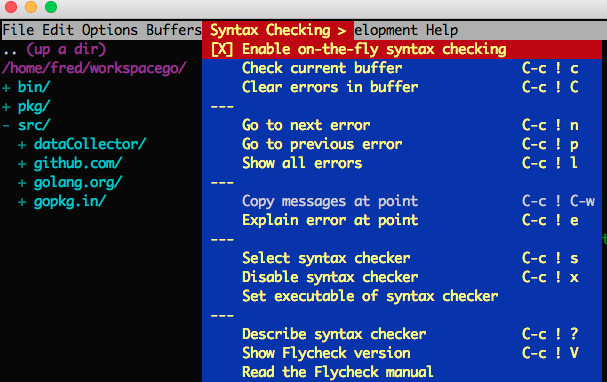 File Edit Options Buffers Syntax Checking > elopment Help
.. (up a dir)
/home/fred/workspacego/
+ bin/
+ pkg/
- src/
+ dataCollector/
+ github.com/
+ golang.org/
+ gopkg.in/
[X] Enable on-the-fly syntax checking
Check current buffer C-c ! c
Clear errors in buffer C-c ! C
---
Go to next error C-c ! n
Go to previous error C-c ! p
Show all errors C-c ! l
---
Copy messages at point C-c ! C-w
Explain error at point C-c ! e
---
Select syntax checker C-c ! s
Disable syntax checker C-c ! x
Set executable of syntax checker
---
Describe syntax checker C-c ! ?
Show Flycheck version C-c ! V
Read the Flycheck manual